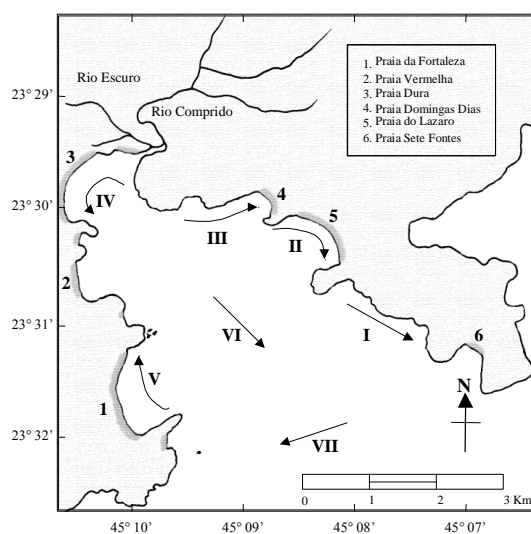 1. Praia da Fortaleza
2. Praia Vermelha
3. Praia Dura
4. Praia Domingas Dias
5. Praia do Lazaro
6. Praia Sete Fontes
Rio Escuro
Rio Comprido
23° 29'
23° 30'
23° 31'
23° 32'
3
4
5
IV
III
II
2
VI
I
6
1
V
VII
N
0 1 2 3 Km
45° 10' 45° 09' 45° 08' 45° 07'